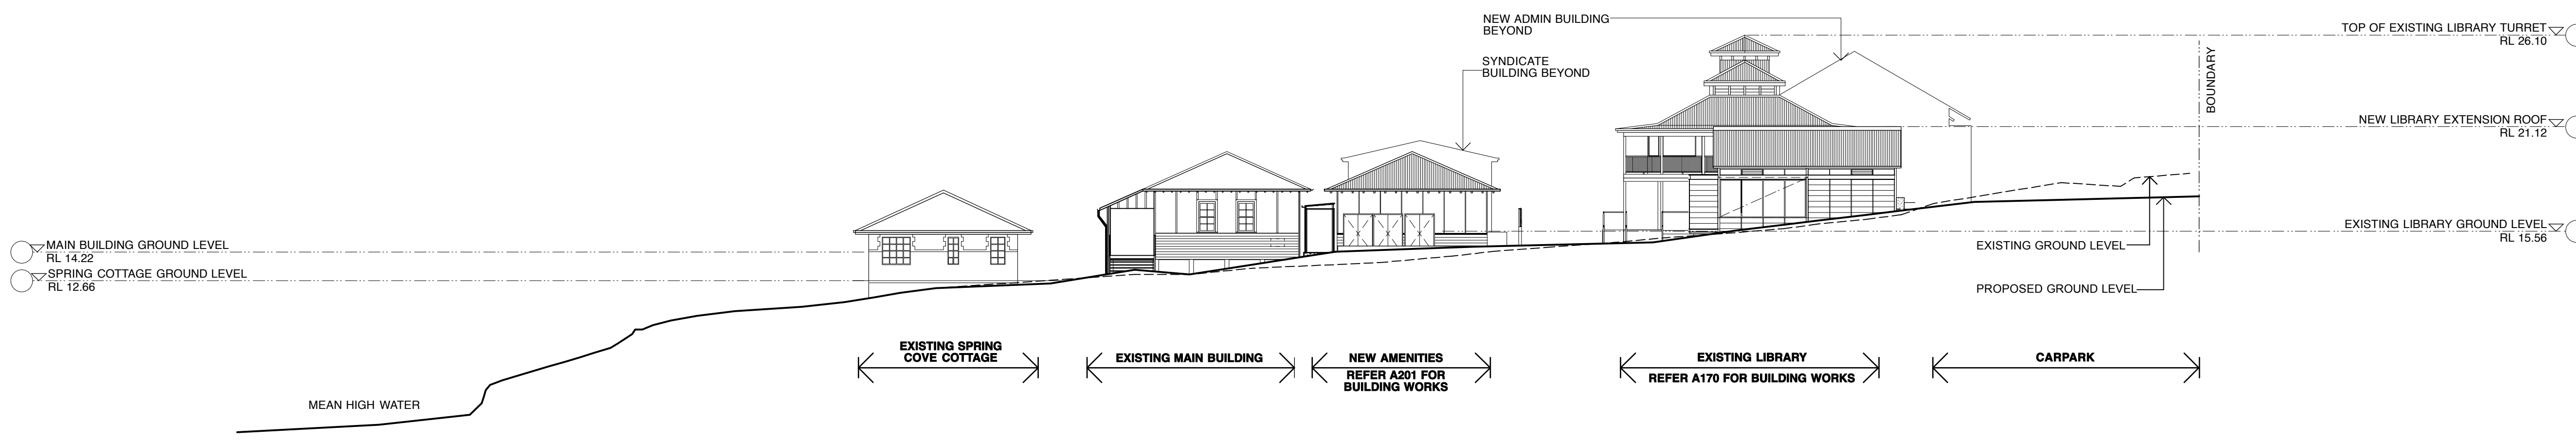 NEW ADMIN BUILDING
BEYOND
SYNDICATE
BUILDING BEYOND
TOP OF EXISTING LIBRARY TURRET
RL 26.10
BOUNDARY
NEW LIBRARY EXTENSION ROOF
RL 21.12
EXISTING LIBRARY GROUND LEVEL
RL 15.56
MAIN BUILDING GROUND LEVEL
RL 14.22
SPRING COTTAGE GROUND LEVEL
RL 12.66
EXISTING GROUND LEVEL
PROPOSED GROUND LEVEL
EXISTING SPRING
COVE COTTAGE
EXISTING MAIN BUILDING
NEW AMENITIES
REFER A201 FOR
BUILDING WORKS
EXISTING LIBRARY
REFER A170 FOR BUILDING WORKS
CARPARK
MEAN HIGH WATER